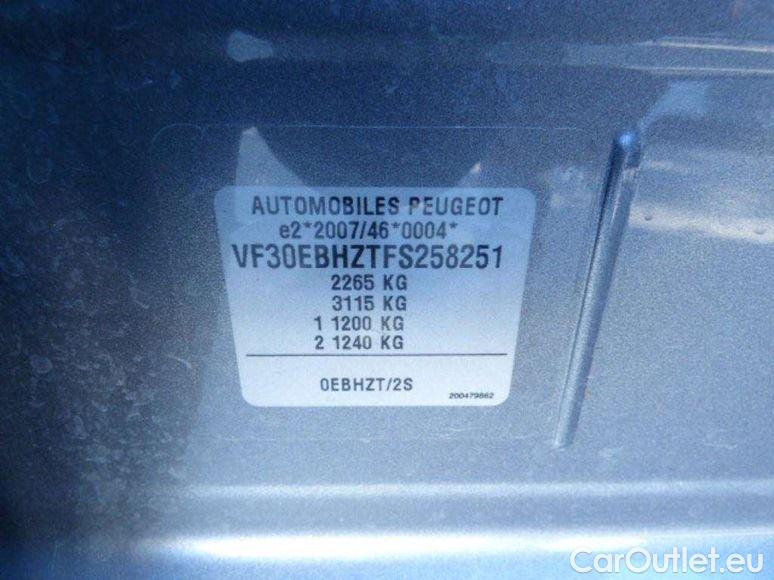 AUTOMOBILES PEUGEOT
e2*2007/46*0004*
VF30EBHZTFS258251
2265 KG
3115 KG
1 1200 KG
2 1240 KG
0EBHZT/2S
200479862
CarOutlet.eu